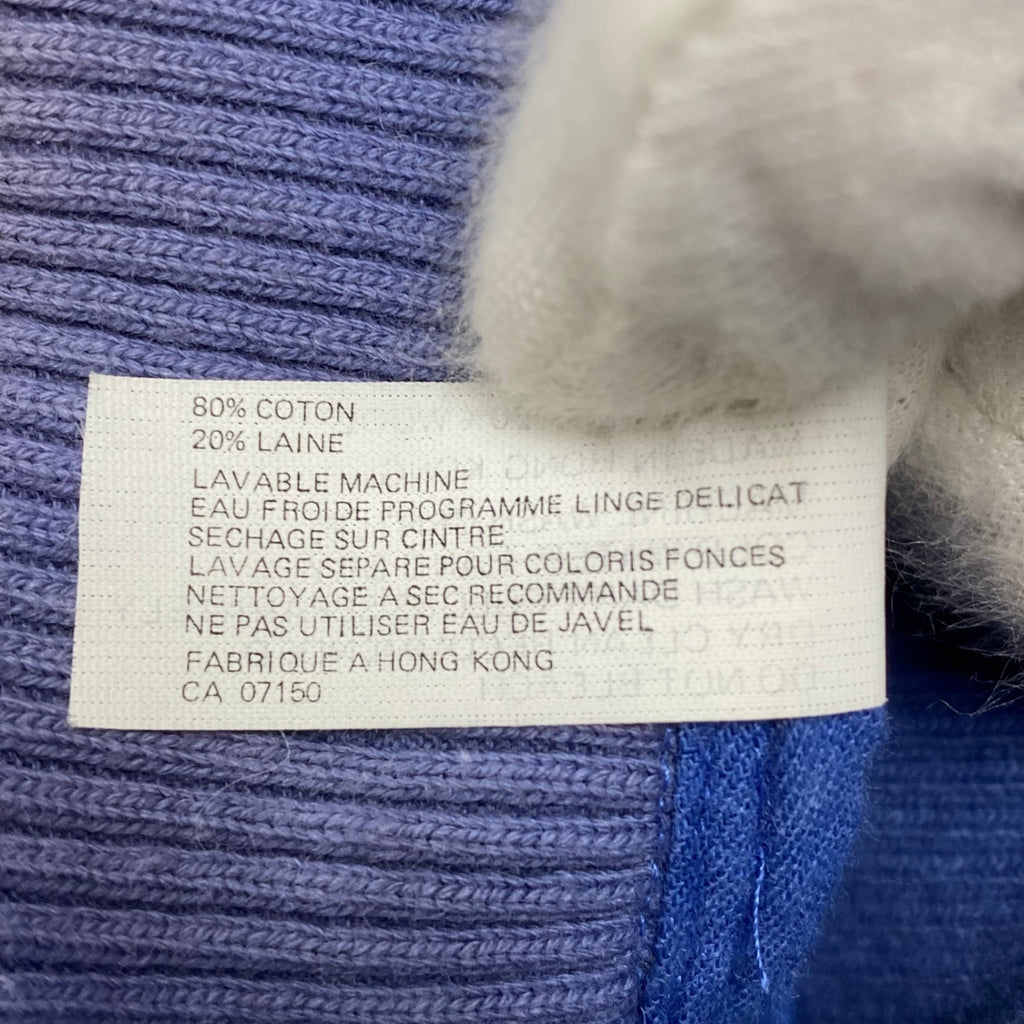 80% COTON
20% LAINE
LAVABLE MACHINE
EAU FROIDE PROGRAMME LINGE DELICAT
SECHAGE SUR CINTRE
LAVAGE SEPARE POUR COLORIS FONCES
NETTOYAGE A SEC RECOMMANDE
NE PAS UTILISER EAU DE JAVEL
FABRIQUE A HONG KONG
CA 07150